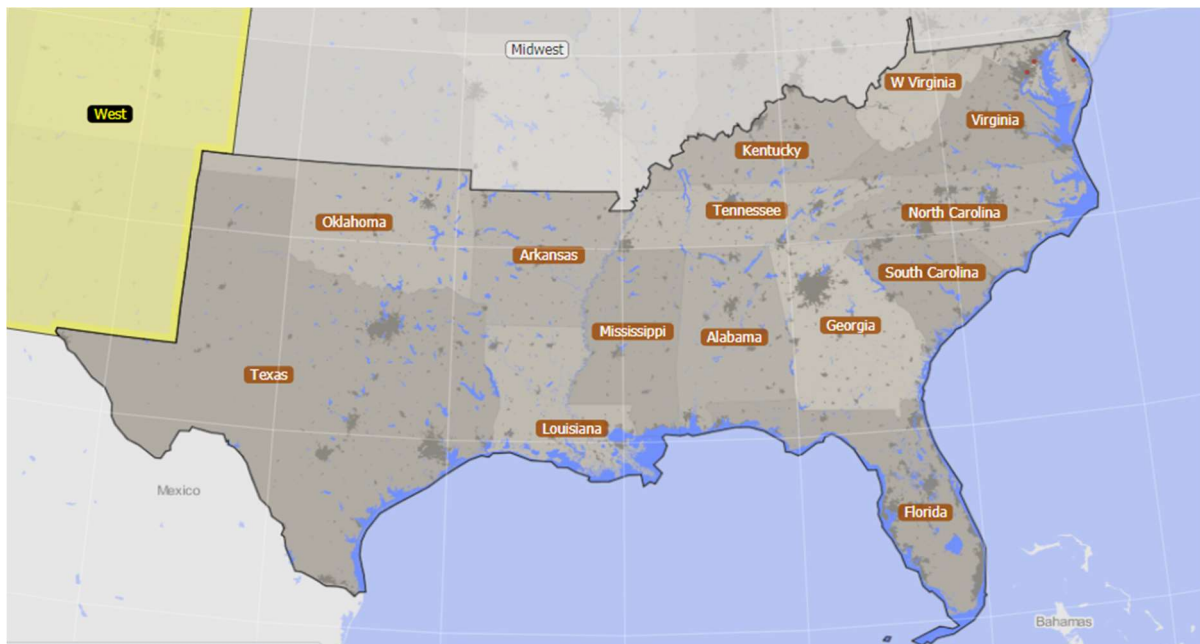 Midwest
West
W Virginia
Virginia
Kentucky
Oklahoma
Tennessee
North Carolina
Arkansas
South Carolina
Mississippi
Alabama
Georgia
Texas
Louisiana
Mexico
Florida
Bahamas